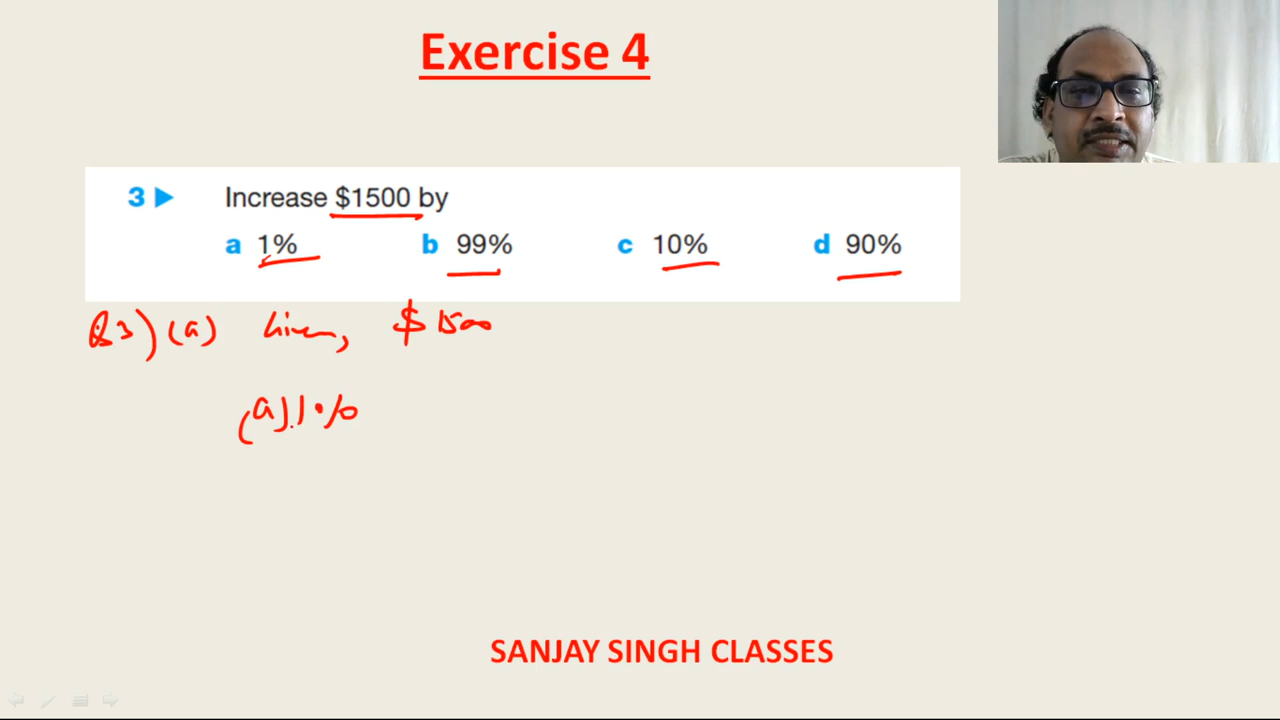 Exercise 4
3 ▶ Increase $1500 by
a 1% b 99% c 10% d 90%
Q3) (a) Given, $ 1500
(a) 1%
SANJAY SINGH CLASSES